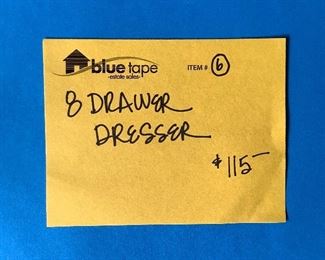 blue tape
-estate sales-
ITEM # 6
8 DRAWER
DRESSER
$115-